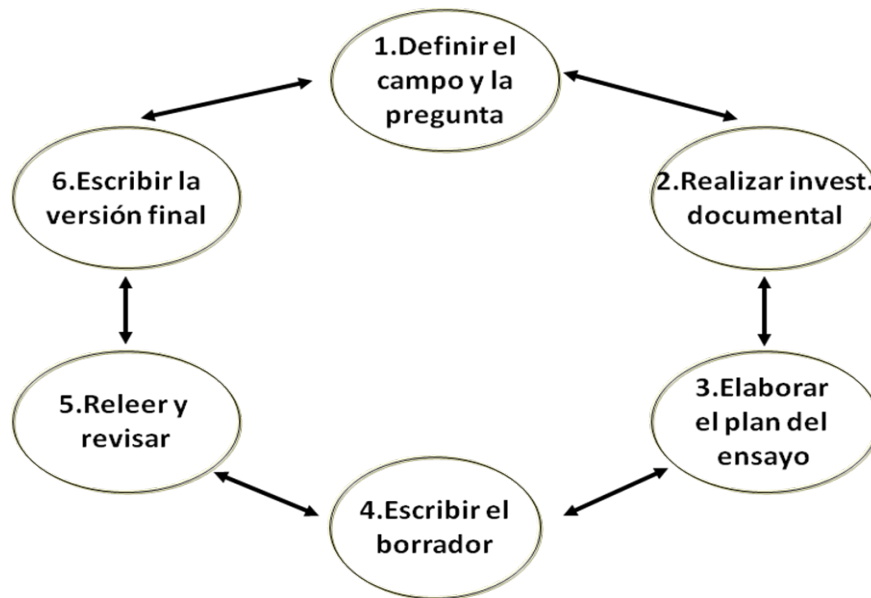 1.Definir el
campo y la
pregunta
2.Realizar invest.
documental
3.Elaborar
el plan del
ensayo
4.Escribir el
borrador
5.Releer y
revisar
6.Escribir la
versión final